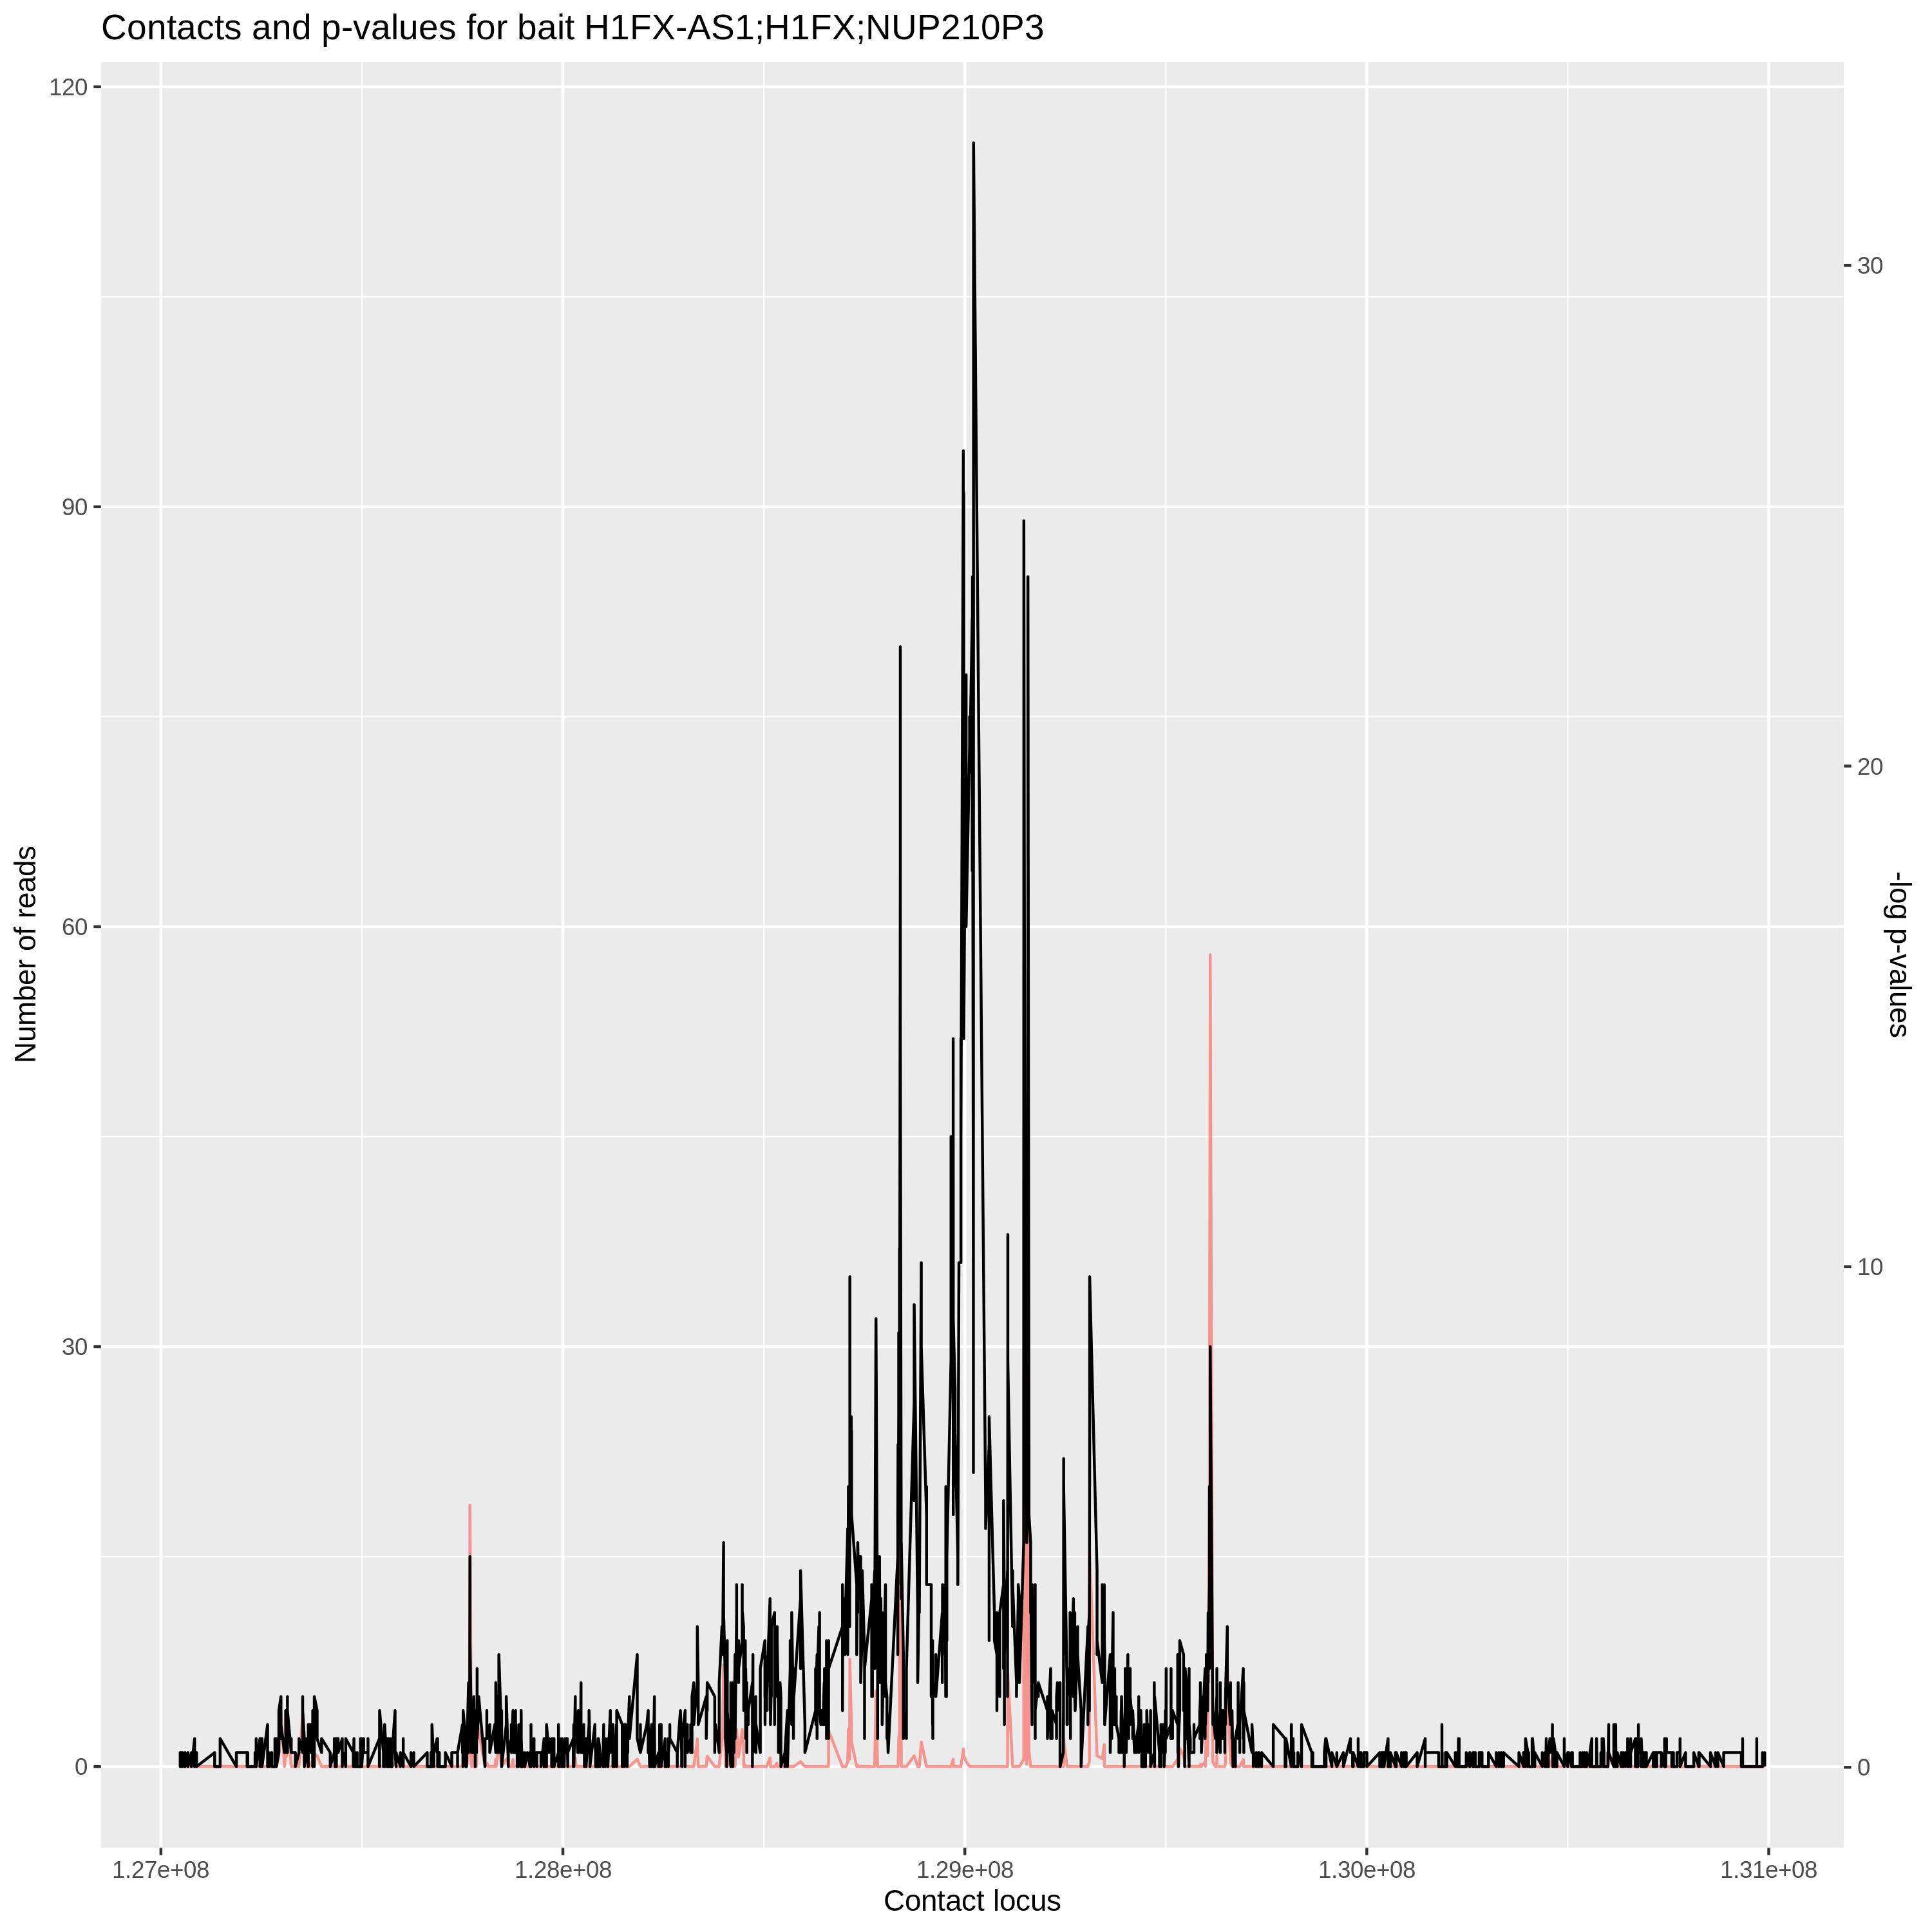 Contacts and p-values for bait H1FX-AS1;H1FX;NUP210P3
120
90
60
30
0
Number of reads
30
20
10
0
-log p-values
1.27e+08
1.28e+08
1.29e+08
1.30e+08
1.31e+08
Contact locus